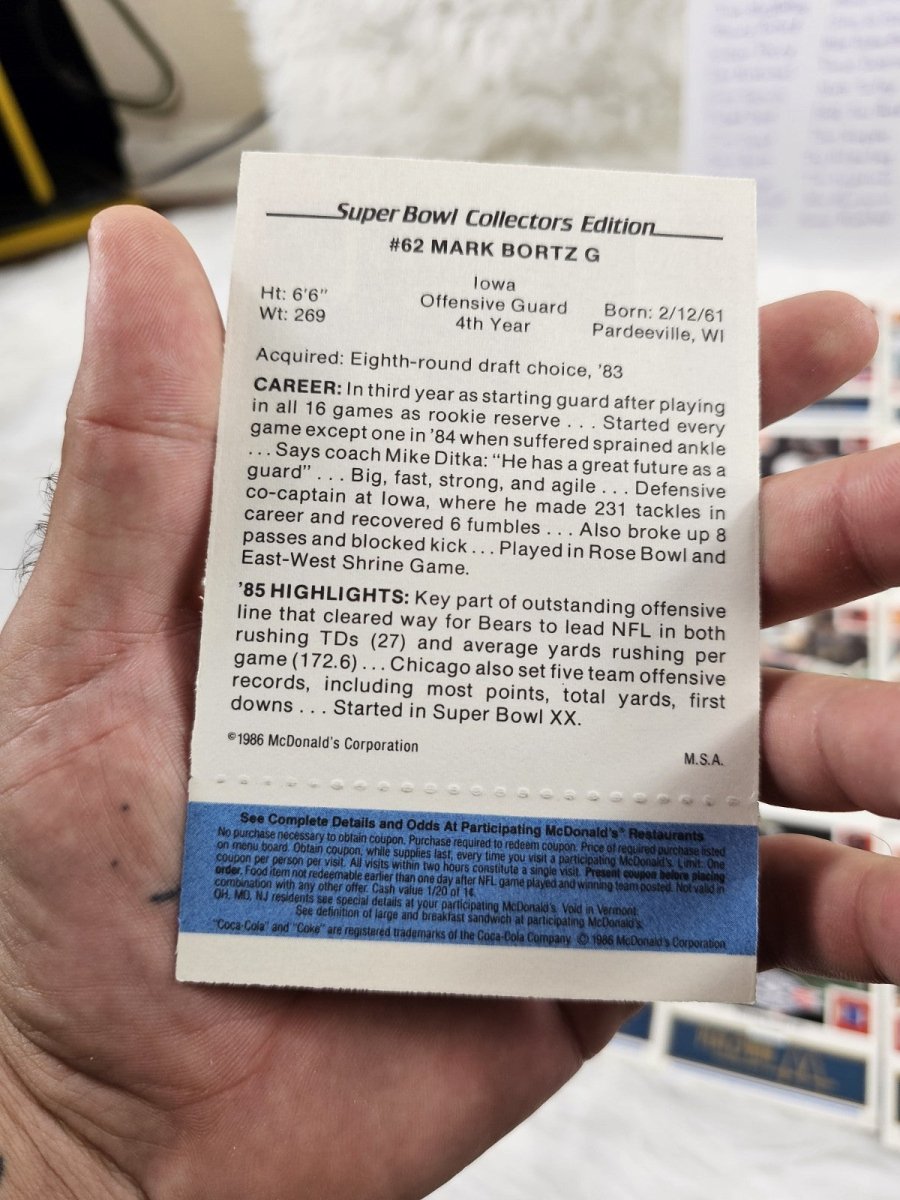 Super Bowl Collectors Edition
#62 MARK BORTZ G
Iowa
Ht: 6'6"
Offensive Guard
Born: 2/12/61
Wt: 269
4th Year
Pardeeville, WI
Acquired: Eighth-round draft choice, '83
CAREER: In third year as starting guard after playing
in all 16 games as rookie reserve . . . Started every
game except one in '84 when suffered sprained ankle
. . . Says coach Mike Ditka: “He has a great future as a
guard” . . . Big, fast, strong, and agile . . . Defensive
co-captain at Iowa, where he made 231 tackles in
career and recovered 6 fumbles . . . Also broke up 8
passes and blocked kick . . . Played in Rose Bowl and
East-West Shrine Game.
'85 HIGHLIGHTS: Key part of outstanding offensive
line that cleared way for Bears to lead NFL in both
rushing TDs (27) and average yards rushing per
game (172.6) . . . Chicago also set five team offensive
records, including most points, total yards, first
downs . . . Started in Super Bowl XX.
©1986 McDonald's Corporation
M.S.A.
See Complete Details and Odds At Participating McDonald's® Restaurants
No purchase necessary to obtain coupon. Purchase required to redeem coupon. Price of required purchase listed
on menu board. Obtain coupon, while supplies last, every time you visit a participating McDonald's. Limit: One
coupon per person per visit. All visits within two hours constitute a single visit. Present coupon before placing
order. Food item not redeemable earlier than one day after NFL game played and winning team posted. Not valid in
combination with any other offer. Cash value 1/20 of 1¢.
OH, MD, NJ residents see special details at your participating McDonald's. Void in Vermont.
See definition of large and breakfast sandwich at participating McDonald's.
"Coca-Cola" and "Coke" are registered trademarks of the Coca-Cola Company © 1986 McDonald's Corporation